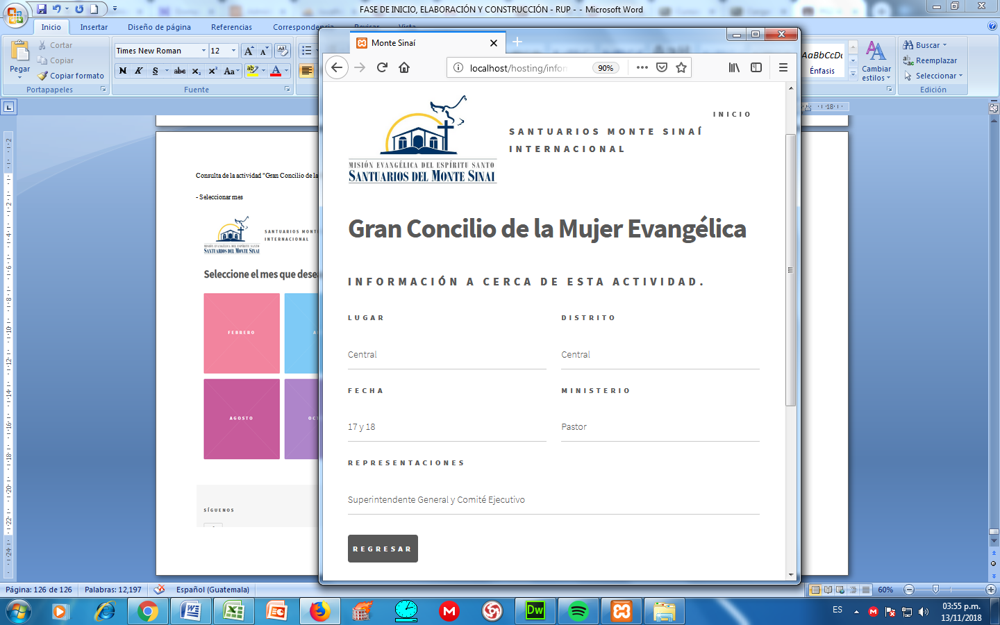 FASE DE INICIO, ELABORACIÓN Y CONSTRUCCIÓN - RUP - - Microsoft Word
Inicio
Insertar
Diseño de página
Referencias
Correspondencia
Revisar
Vista
Pegar
Cortar
Copiar
Copiar formato
Portapapeles
Times New Roman
12
N K S abc x₂ x² Aa
Fuente
AaBbCcDc
Énfasis
Cambiar estilos
Buscar
Reemplazar
Seleccionar
Edición
Monte Sinaí
localhost/hosting/infor
90%
MISIÓN EVANGÉLICA DEL ESPÍRITU SANTO
SANTUARIOS DEL MONTE SINAI
SANTUARIOS MONTE SINAÍ
INTERNACIONAL
INICIO
Gran Concilio de la Mujer Evangélica
INFORMACIÓN A CERCA DE ESTA ACTIVIDAD.
LUGAR
DISTRITO
Central
Central
FECHA
MINISTERIO
17 y 18
Pastor
REPRESENTACIONES
Superintendente General y Comité Ejecutivo
REGRESAR
Consulta de la actividad "Gran Concilio de la
- Seleccionar mes
MISIÓN EVANGÉLICA DEL ESPÍRITU SANTO
SANTUARIOS DEL MONTE SINAI
SANTUARIOS MONTE
INTERNACIONAL
Seleccione el mes que desea
FEBRERO
AGOSTO
OC
SÍGUENOS
Página: 126 de 126
Palabras: 12,197
Español (Guatemala)
60%
ES
03:55 p.m.
13/11/2018